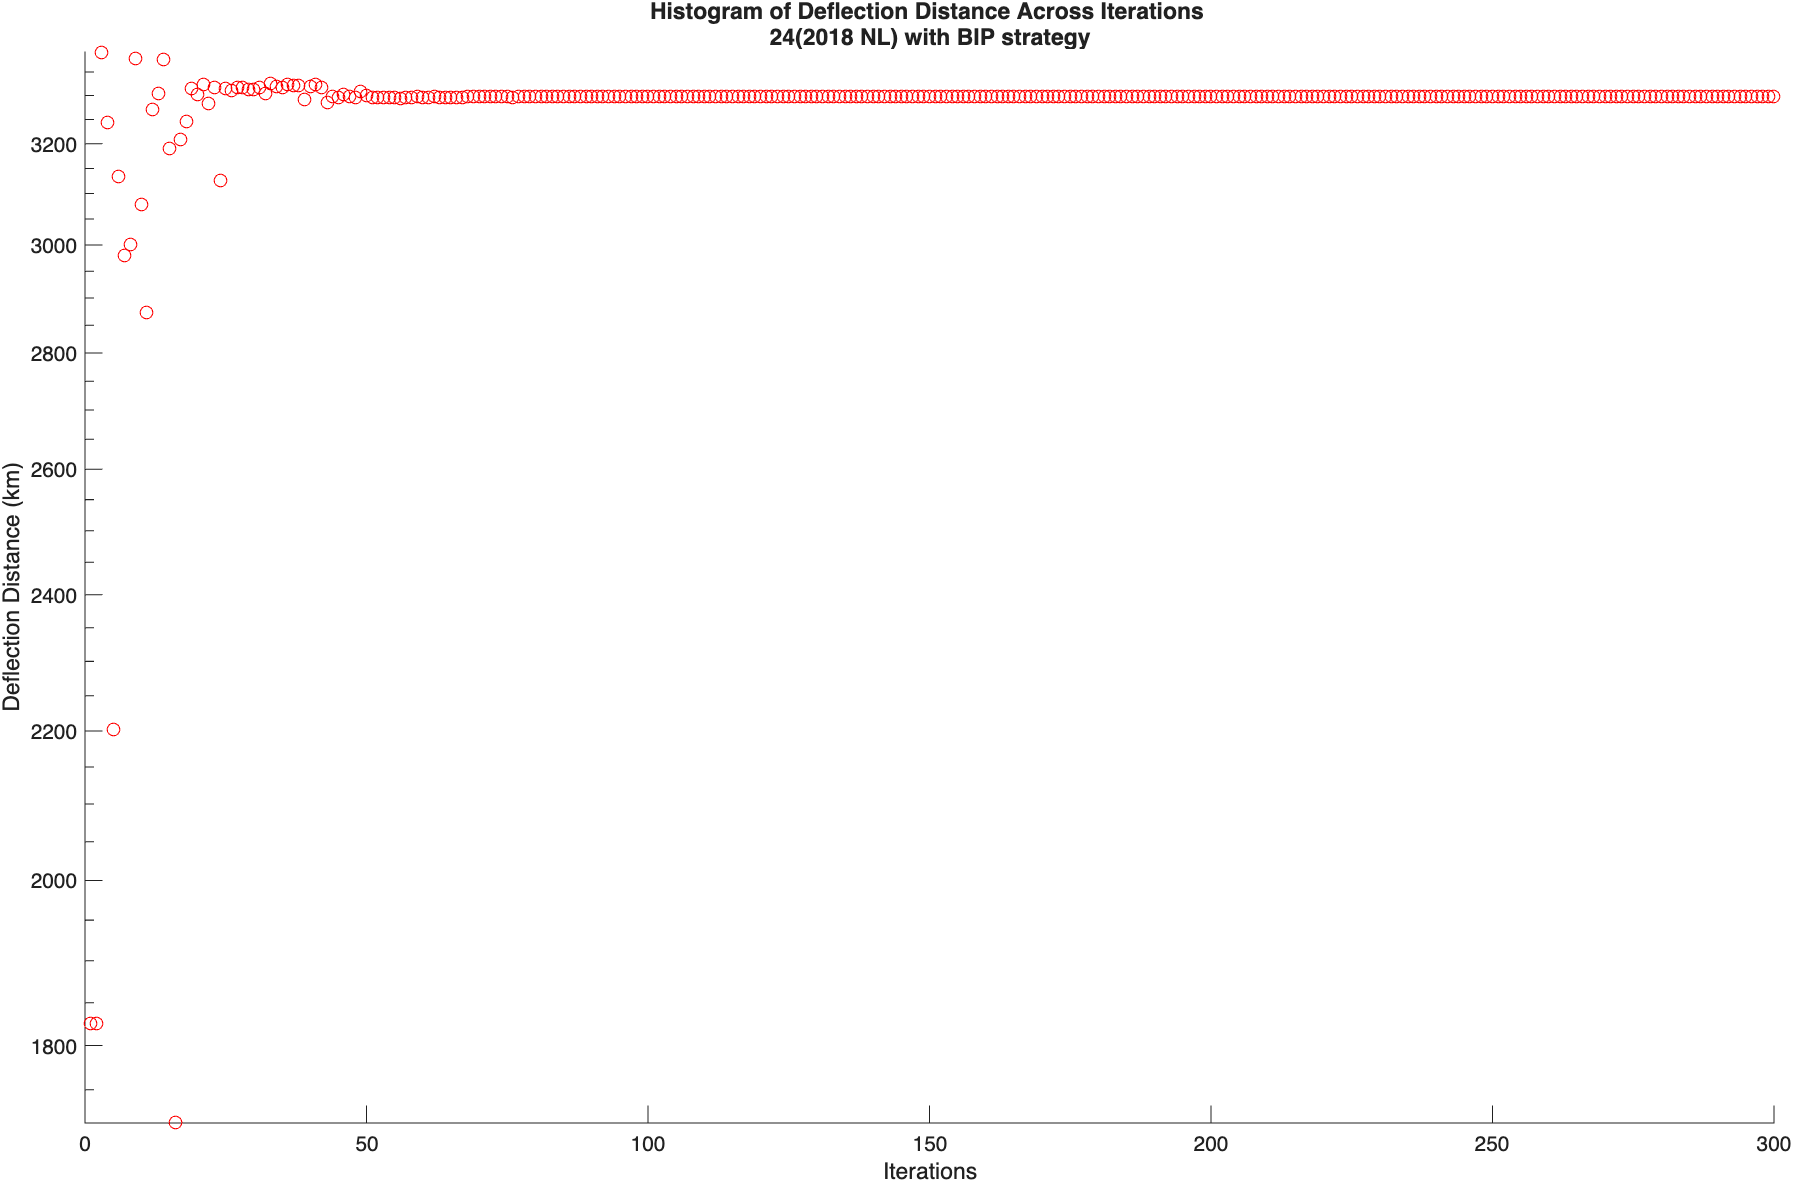 Histogram of Deflection Distance Across Iterations
24(2018 NL) with BIP strategy
Deflection Distance (km)
3200
3000
2800
2600
2400
2200
2000
1800
0 50 100 150 200 250 300
Iterations